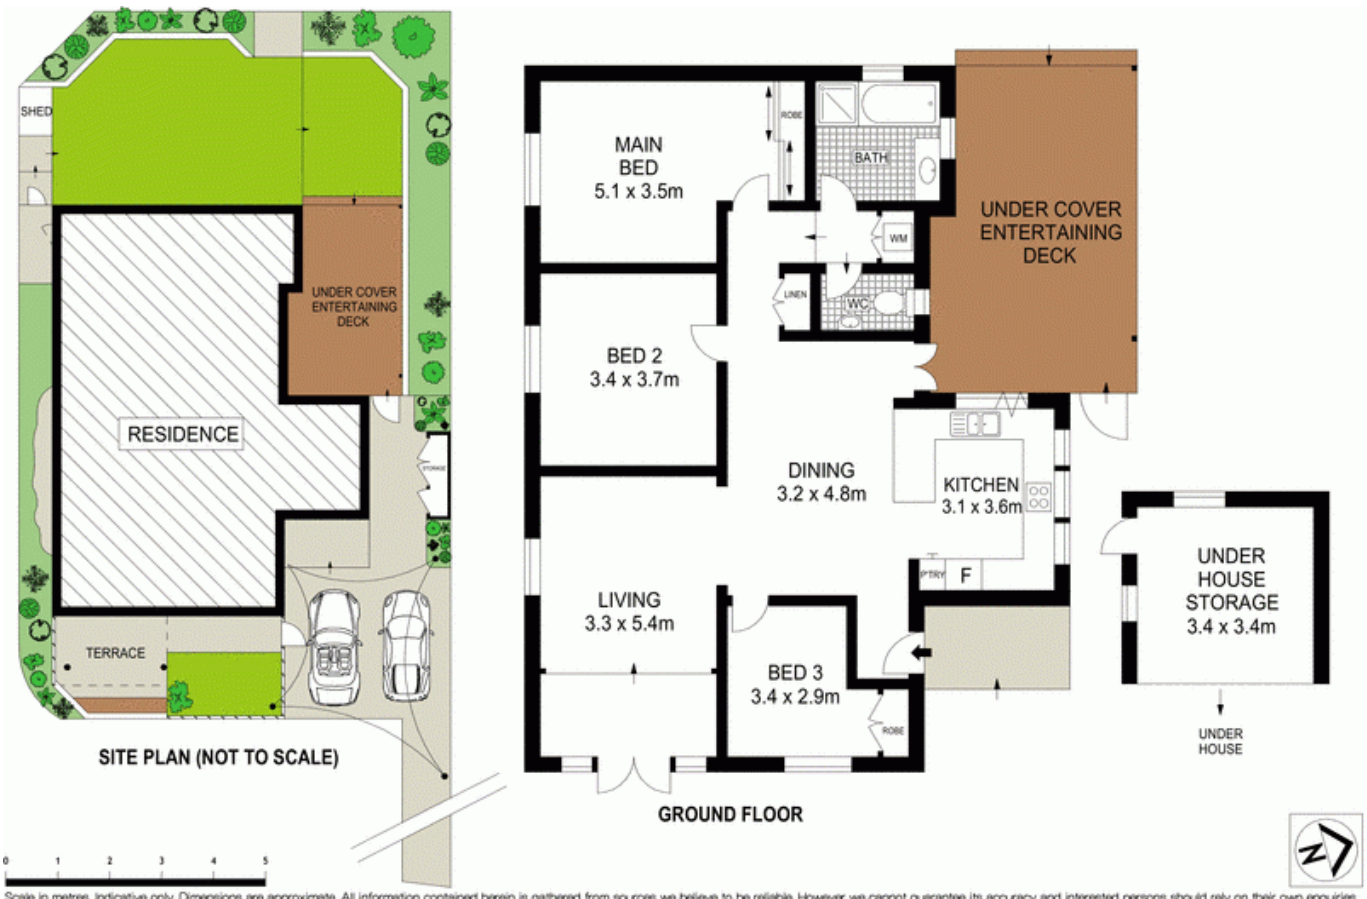 SHED
UNDER COVER
ENTERTAINING
DECK
RESIDENCE
STORAGE
TERRACE
SITE PLAN (NOT TO SCALE)
MAIN
BED
5.1 x 3.5m
ROBE
BATH
WM
LINEN
WC
UNDER COVER
ENTERTAINING
DECK
BED 2
3.4 x 3.7m
DINING
3.2 x 4.8m
KITCHEN
3.1 x 3.6m
P'TRY
F
LIVING
3.3 x 5.4m
BED 3
3.4 x 2.9m
ROBE
GROUND FLOOR
UNDER
HOUSE
STORAGE
3.4 x 3.4m
UNDER
HOUSE
N
0 1 2 3 4 5
Scale in metres. Indicative only. Dimensions are approximate. All information contained herein is gathered from sources we believe to be reliable. However we cannot guarantee its accuracy and interested persons should rely on their own enquiries.